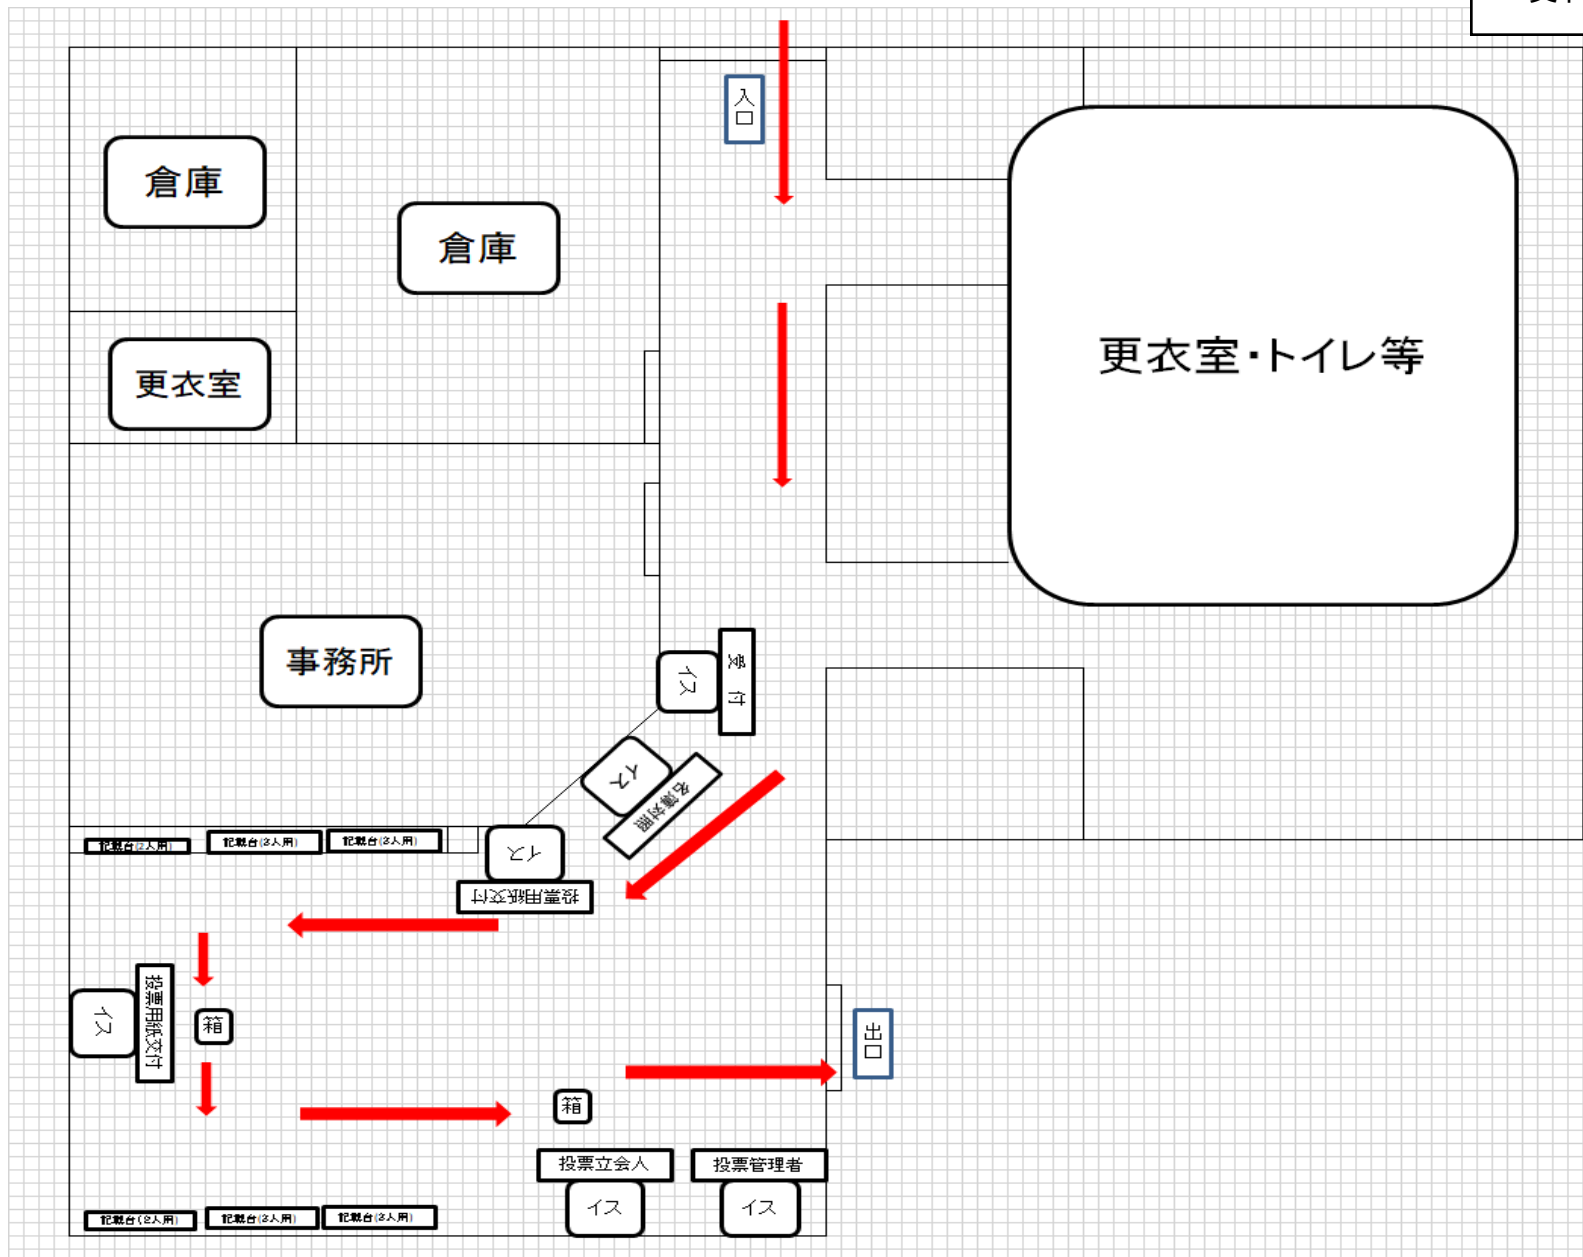 入口
倉庫
倉庫
更衣室・トイレ等
更衣室
事務所
イス
受付
イス
名簿対照
記載台(2人用)
記載台(3人用)
記載台(3人用)
イス
投票用紙交付
イス
投票用紙交付
箱
出口
箱
投票立会人
投票管理者
イス
イス
記載台(2人用)
記載台(3人用)
記載台(3人用)